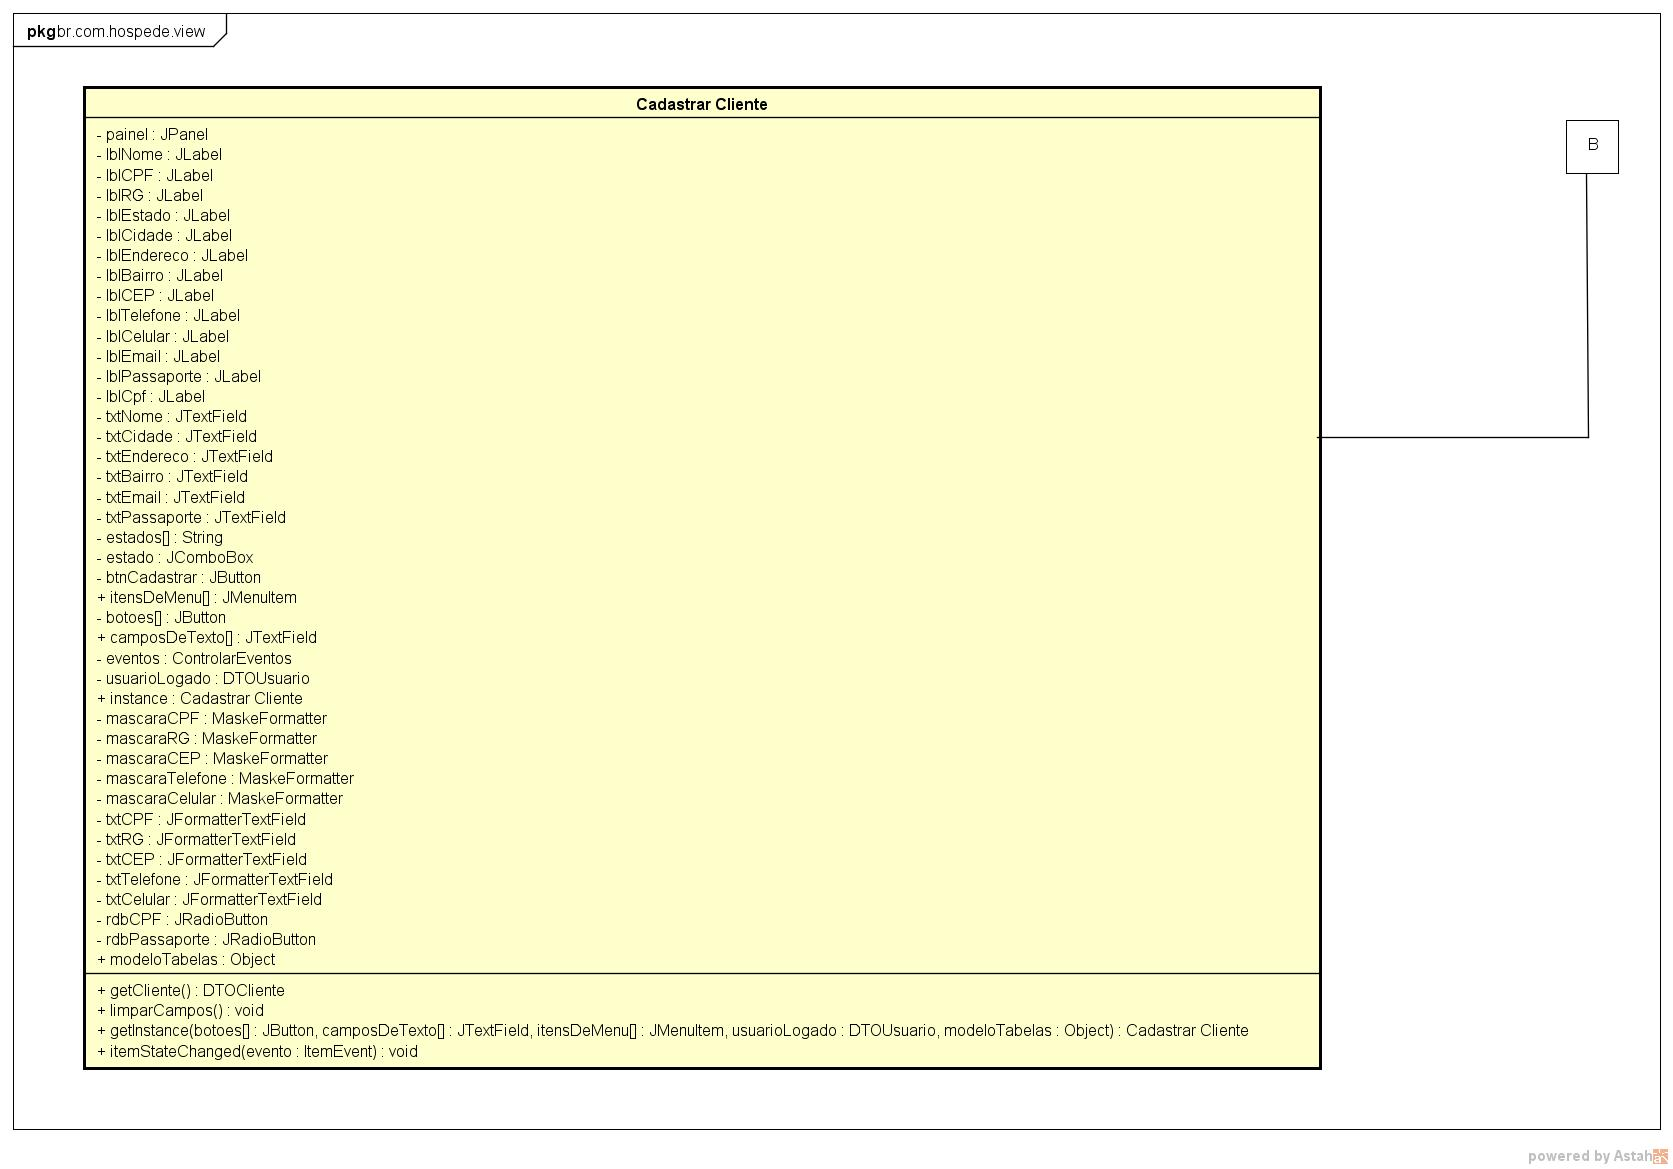 pkg br.com.hospede.view
Cadastrar Cliente
- painel : JPanel
- lblNome : JLabel
- lblCPF : JLabel
- lblRG : JLabel
- lblEstado : JLabel
- lblCidade : JLabel
- lblEndereco : JLabel
- lblBairro : JLabel
- lblCEP : JLabel
- lblTelefone : JLabel
- lblCelular : JLabel
- lblEmail : JLabel
- lblPassaporte : JLabel
- lblCpf : JLabel
- txtNome : JTextField
- txtCidade : JTextField
- txtEndereco : JTextField
- txtBairro : JTextField
- txtEmail : JTextField
- txtPassaporte : JTextField
- estados[] : String
- estado : JComboBox
- btnCadastrar : JButton
+ itensDeMenu[] : JMenuItem
- botoes[] : JButton
+ camposDeTexto[] : JTextField
- eventos : ControlarEventos
- usuarioLogado : DTOUsuario
+ instance : Cadastrar Cliente
- mascaraCPF : MaskeFormatter
- mascaraRG : MaskeFormatter
- mascaraCEP : MaskeFormatter
- mascaraTelefone : MaskeFormatter
- mascaraCelular : MaskeFormatter
- txtCPF : JFormatterTextField
- txtRG : JFormatterTextField
- txtCEP : JFormatterTextField
- txtTelefone : JFormatterTextField
- txtCelular : JFormatterTextField
- rdbCPF : JRadioButton
- rdbPassaporte : JRadioButton
+ modeloTabelas : Object
+ getCliente() : DTOCliente
+ limparCampos() : void
+ getInstance(botoes[] : JButton, camposDeTexto[] : JTextField, itensDeMenu[] : JMenuItem, usuarioLogado : DTOUsuario, modeloTabelas : Object) : Cadastrar Cliente
+ itemStateChanged(evento : ItemEvent) : void
B
powered by Astah